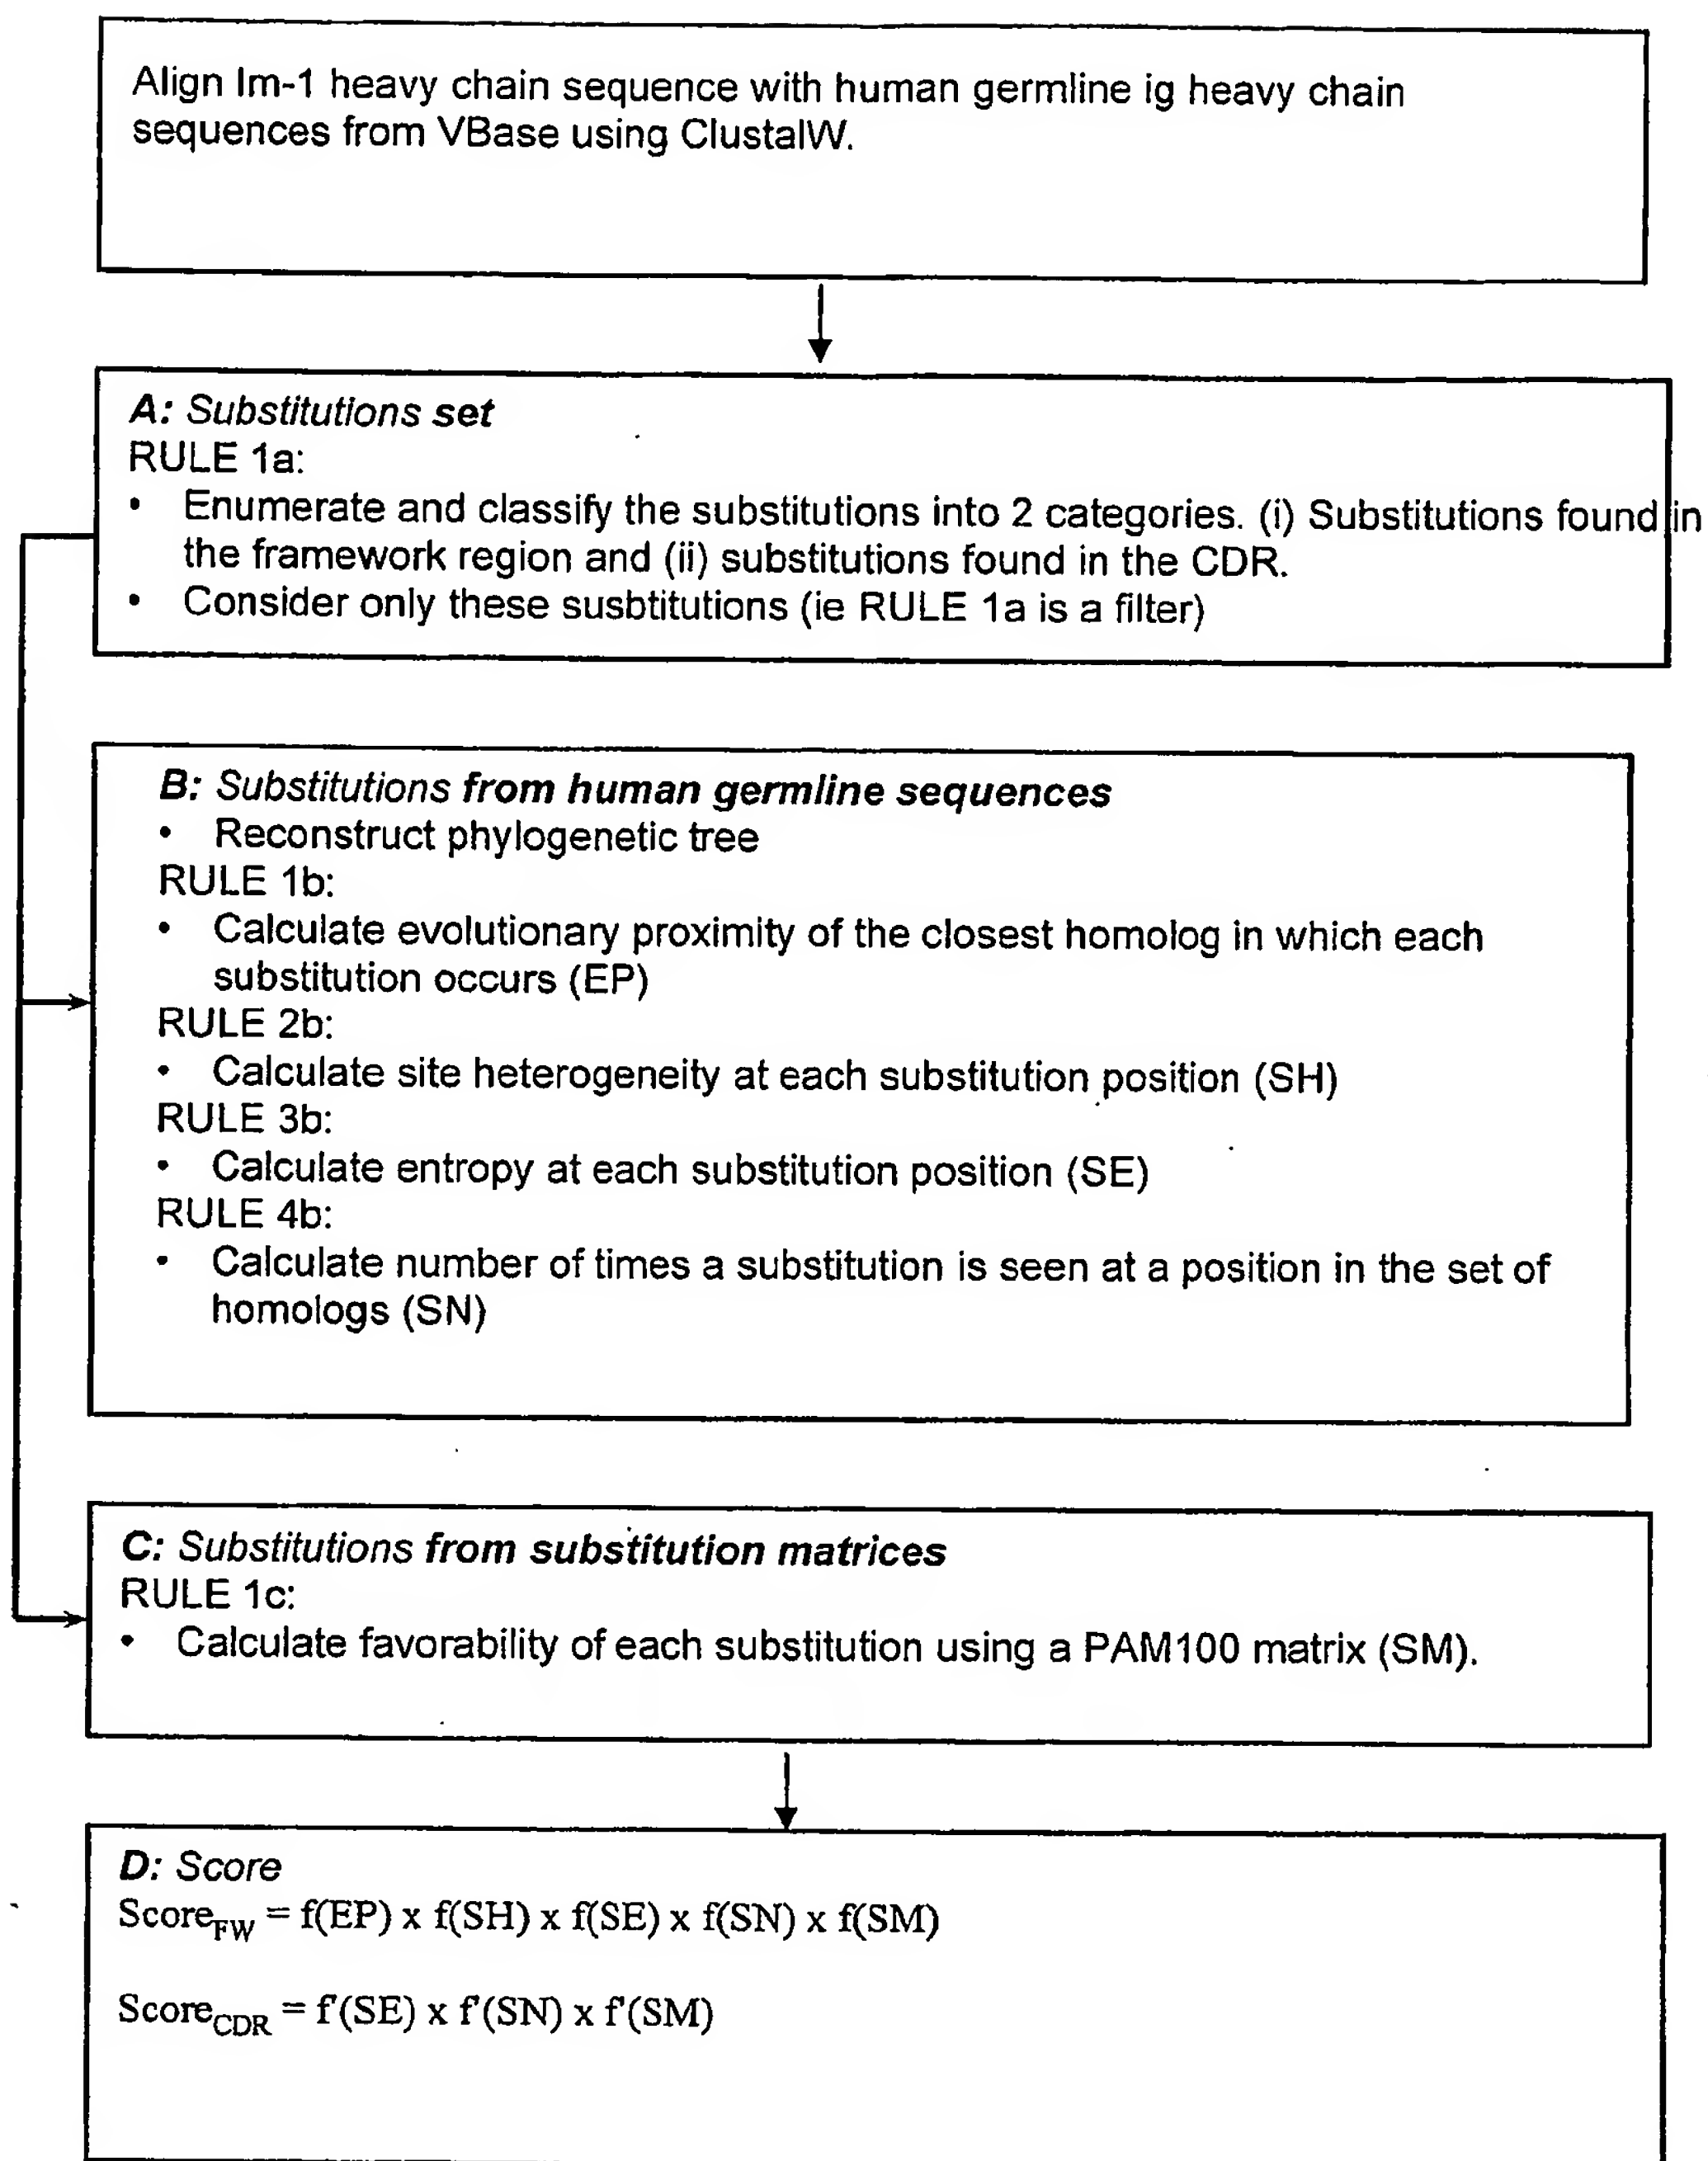 Align Im-1 heavy chain sequence with human germline ig heavy chain
sequences from VBase using ClustalW.
A: Substitutions set
RULE 1a:
• Enumerate and classify the substitutions into 2 categories. (i) Substitutions found in
the framework region and (ii) substitutions found in the CDR.
• Consider only these susbtitutions (ie RULE 1a is a filter)
B: Substitutions from human germline sequences
• Reconstruct phylogenetic tree
RULE 1b:
• Calculate evolutionary proximity of the closest homolog in which each
substitution occurs (EP)
RULE 2b:
• Calculate site heterogeneity at each substitution position (SH)
RULE 3b:
• Calculate entropy at each substitution position (SE)
RULE 4b:
• Calculate number of times a substitution is seen at a position in the set of
homologs (SN)
C: Substitutions from substitution matrices
RULE 1c:
• Calculate favorability of each substitution using a PAM100 matrix (SM).
D: Score
Score_FW = f(EP) x f(SH) x f(SE) x f(SN) x f(SM)
Score_CDR = f'(SE) x f'(SN) x f'(SM)